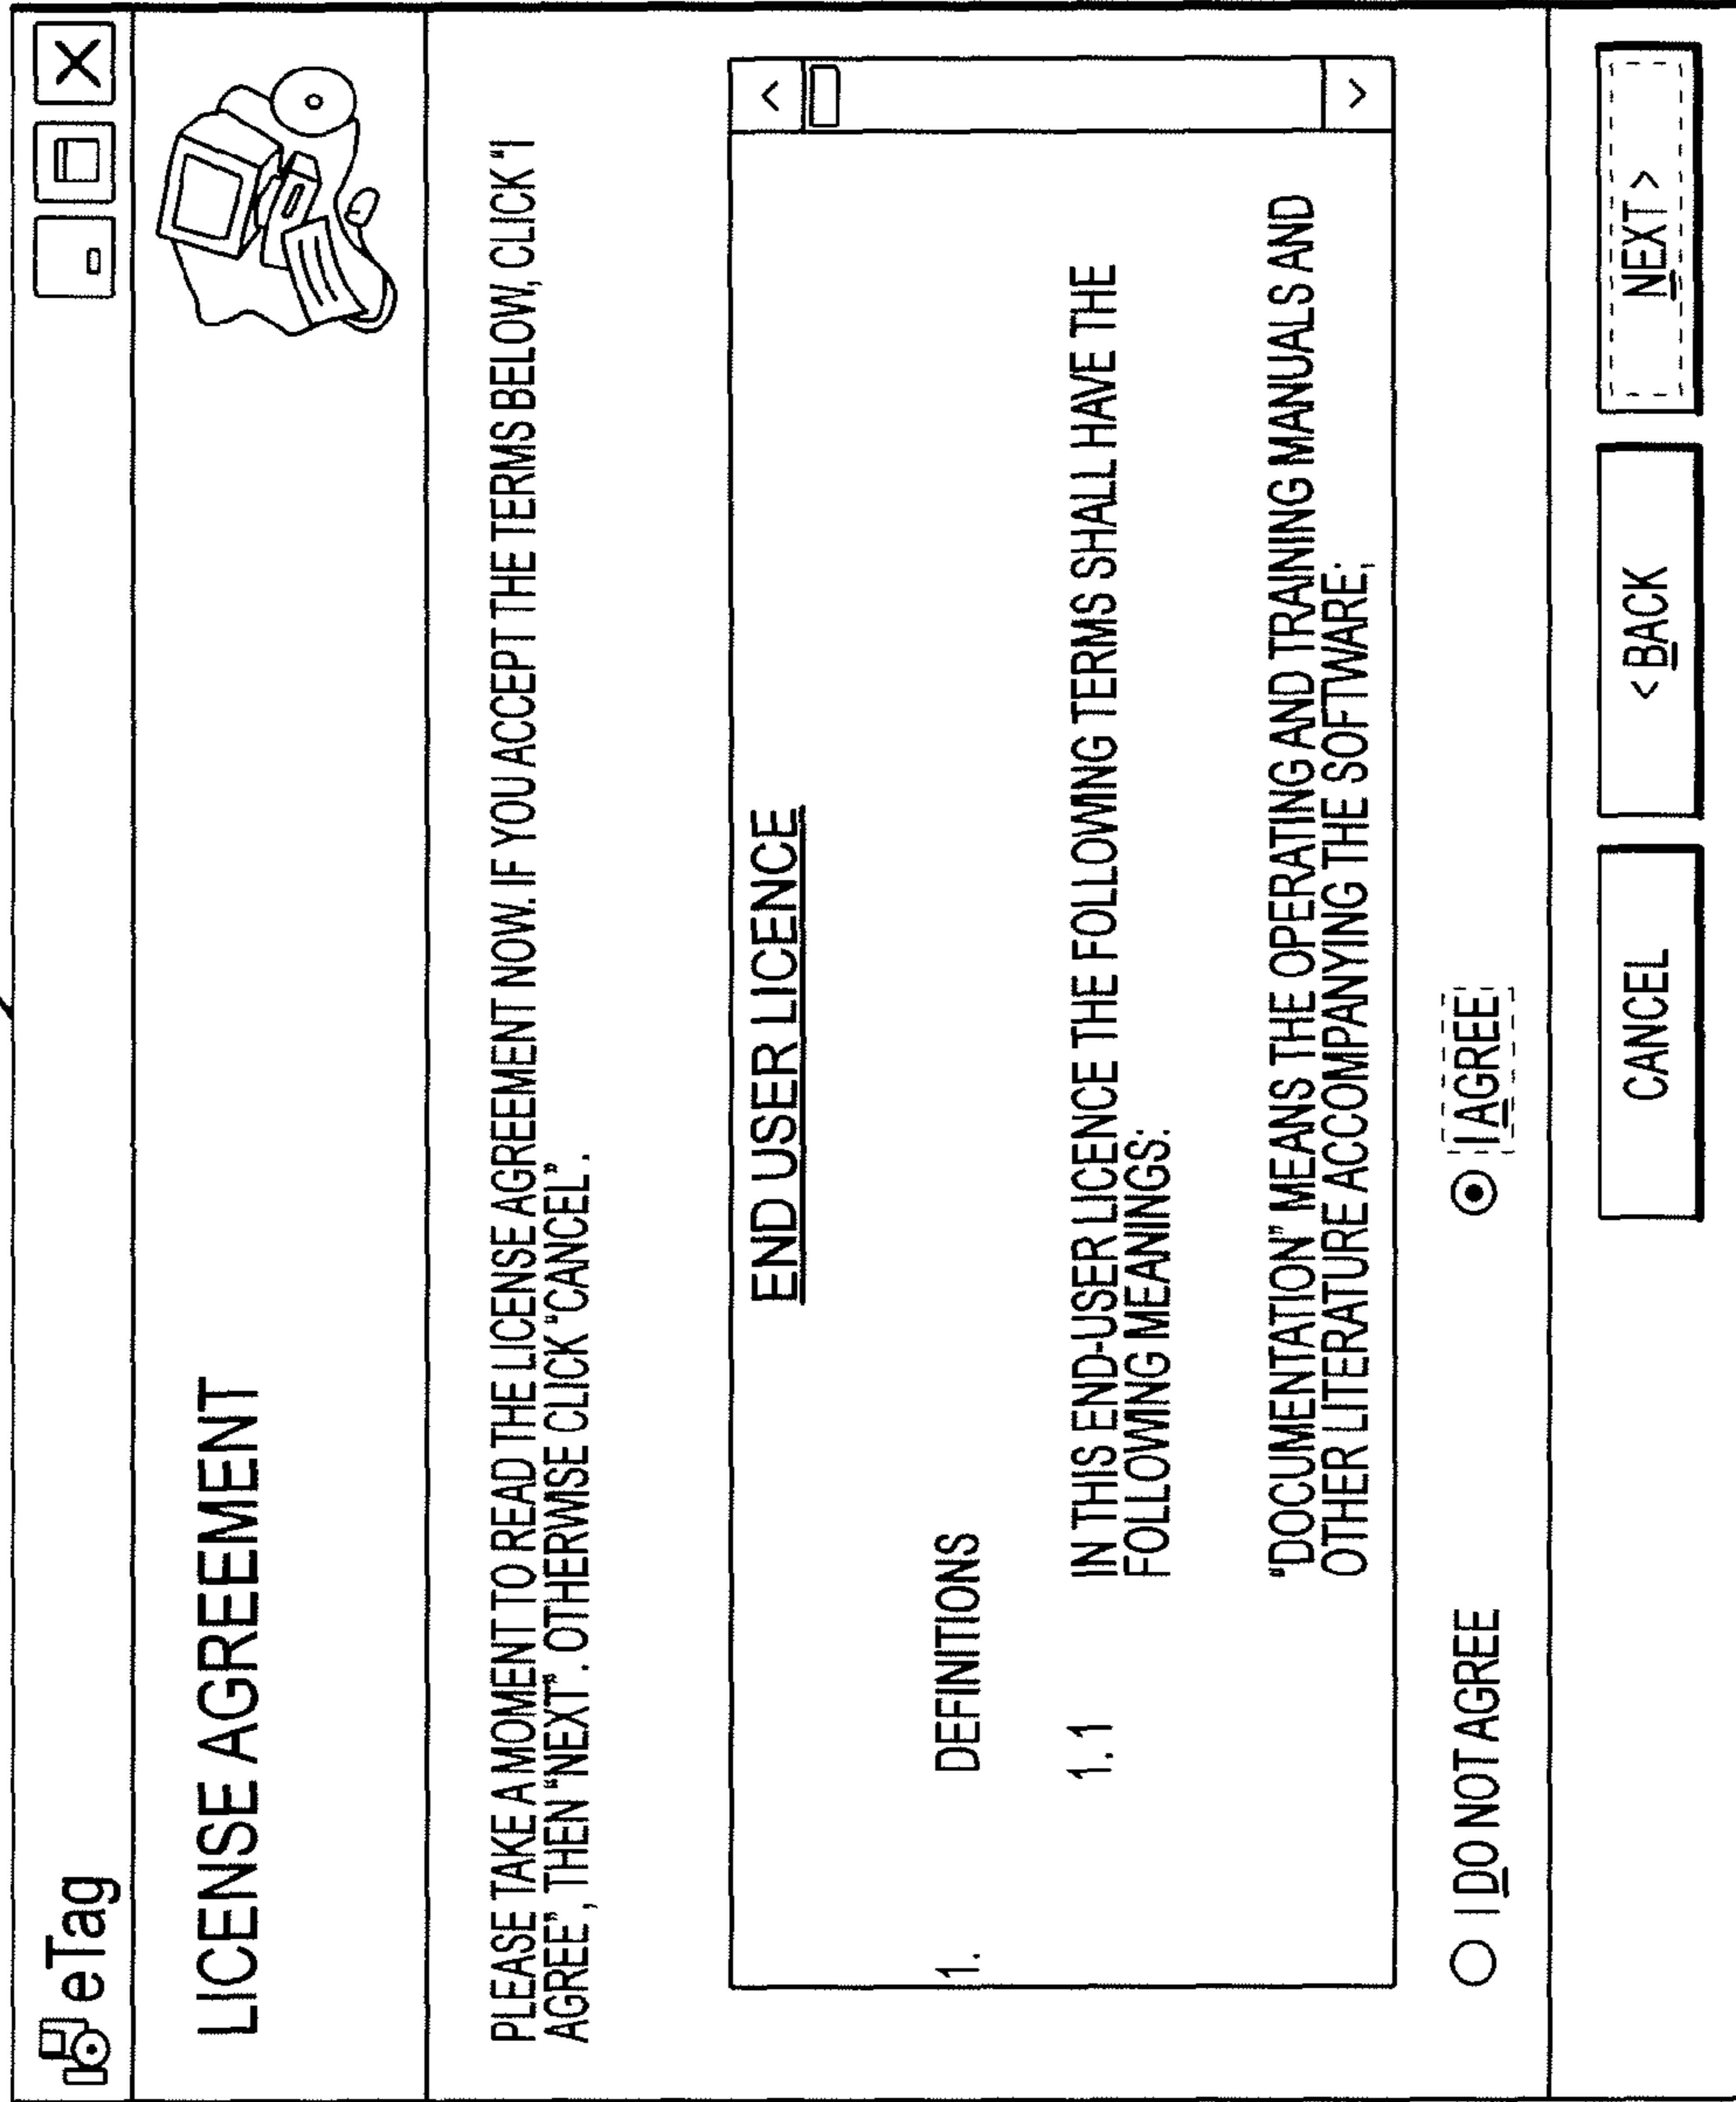 eTag
LICENSE AGREEMENT
PLEASE TAKE A MOMENT TO READ THE LICENSE AGREEMENT NOW. IF YOU ACCEPT THE TERMS BELOW, CLICK "I
AGREE", THEN "NEXT". OTHERWISE CLICK "CANCEL".
END USER LICENCE
1. DEFINITIONS
1.1 IN THIS END-USER LICENCE THE FOLLOWING TERMS SHALL HAVE THE
FOLLOWING MEANINGS:
"DOCUMENTATION" MEANS THE OPERATING AND TRAINING MANUALS AND
OTHER LITERATURE ACCOMPANYING THE SOFTWARE;
I DO NOT AGREE I AGREE
CANCEL < BACK NEXT >